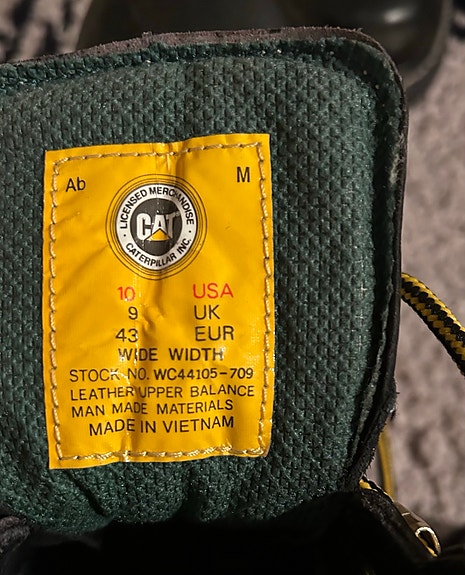 Ab M
LICENSED MERCHANDISE
CAT
CATERPILLAR INC.
10 USA
9 UK
43 EUR
WIDE WIDTH
STOCK NO. WC44105-709
LEATHER UPPER BALANCE
MAN MADE MATERIALS
MADE IN VIETNAM